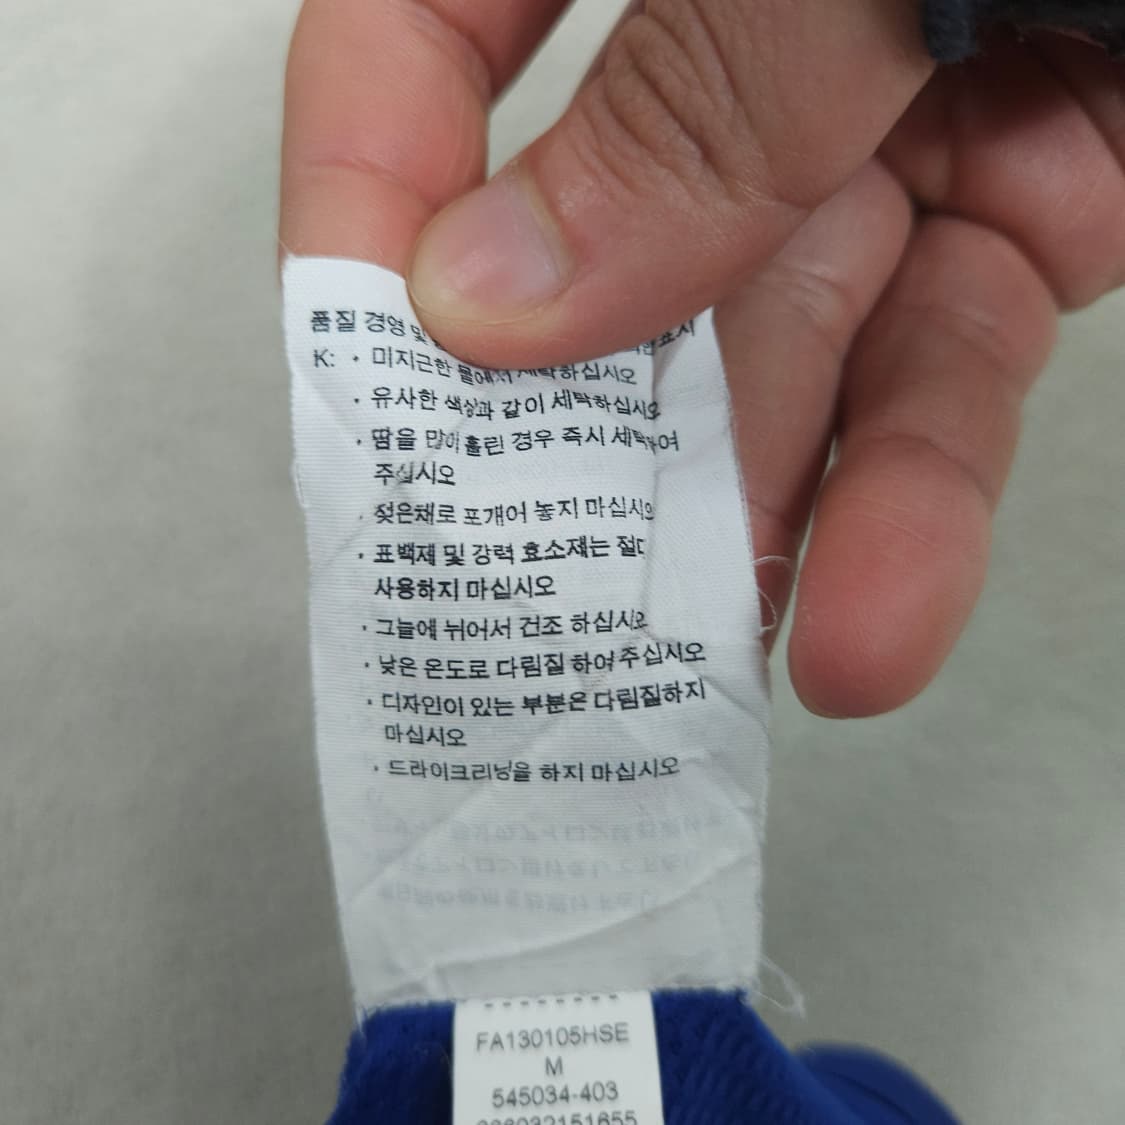 품질 경영 및
K: · 미지근한 물에서 세탁하십시오
· 유사한 색상과 같이 세탁하십시오
· 땀을 많이 흘린 경우 즉시 세탁하여
주십시오
· 젖은채로 포개어 놓지 마십시오
· 표백제 및 강력 효소재는 절대
사용하지 마십시오
· 그늘에 뉘어서 건조 하십시오
· 낮은 온도로 다림질 하여 주십시오
· 디자인이 있는 부분은 다림질하지
마십시오
· 드라이크리닝을 하지 마십시오
FA130105HSE
M
545034-403